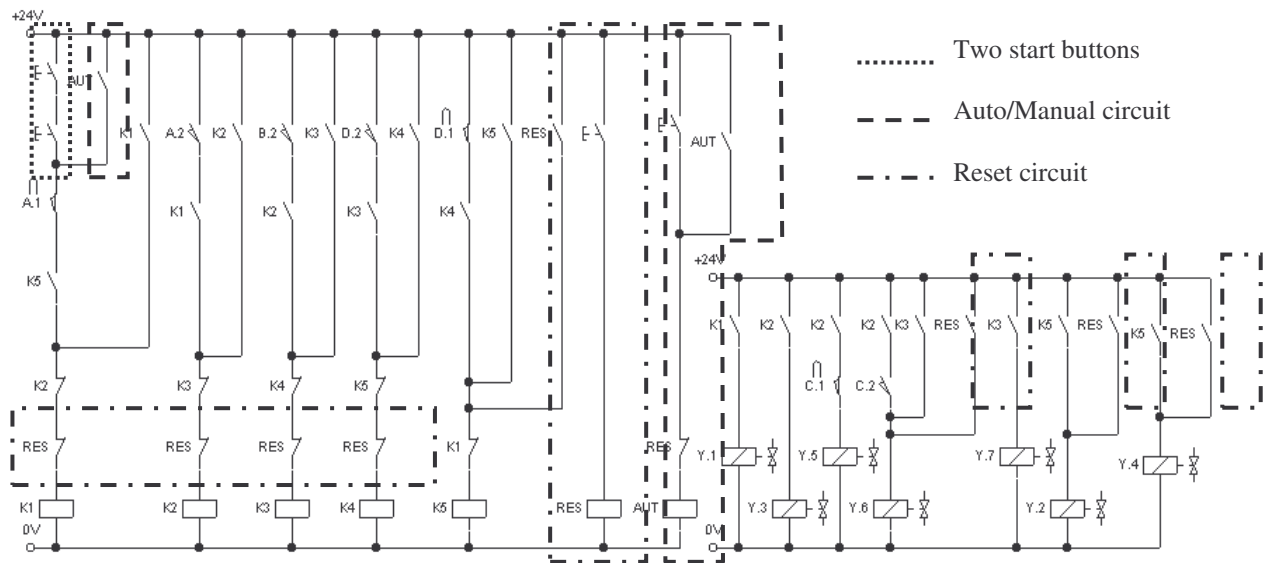 +24V
Two start buttons
AUT
Auto/Manual circuit
K1 A.2 K2 B.2 K3 D.2 K4 D.1 K5 RES AUT
Reset circuit
A.1 K1 K2 K3 K4
K5
+24V
K1 K2 K2 K2 K3 RES K3 K5 RES K5 RES
K2 K3 K4 K5 C.1 C.2
RES RES RES RES K1 RES Y.1 Y.5 Y.7 Y.4
K1 K2 K3 K4 K5 RES AUT Y.3 Y.6 Y.2
0V 0V